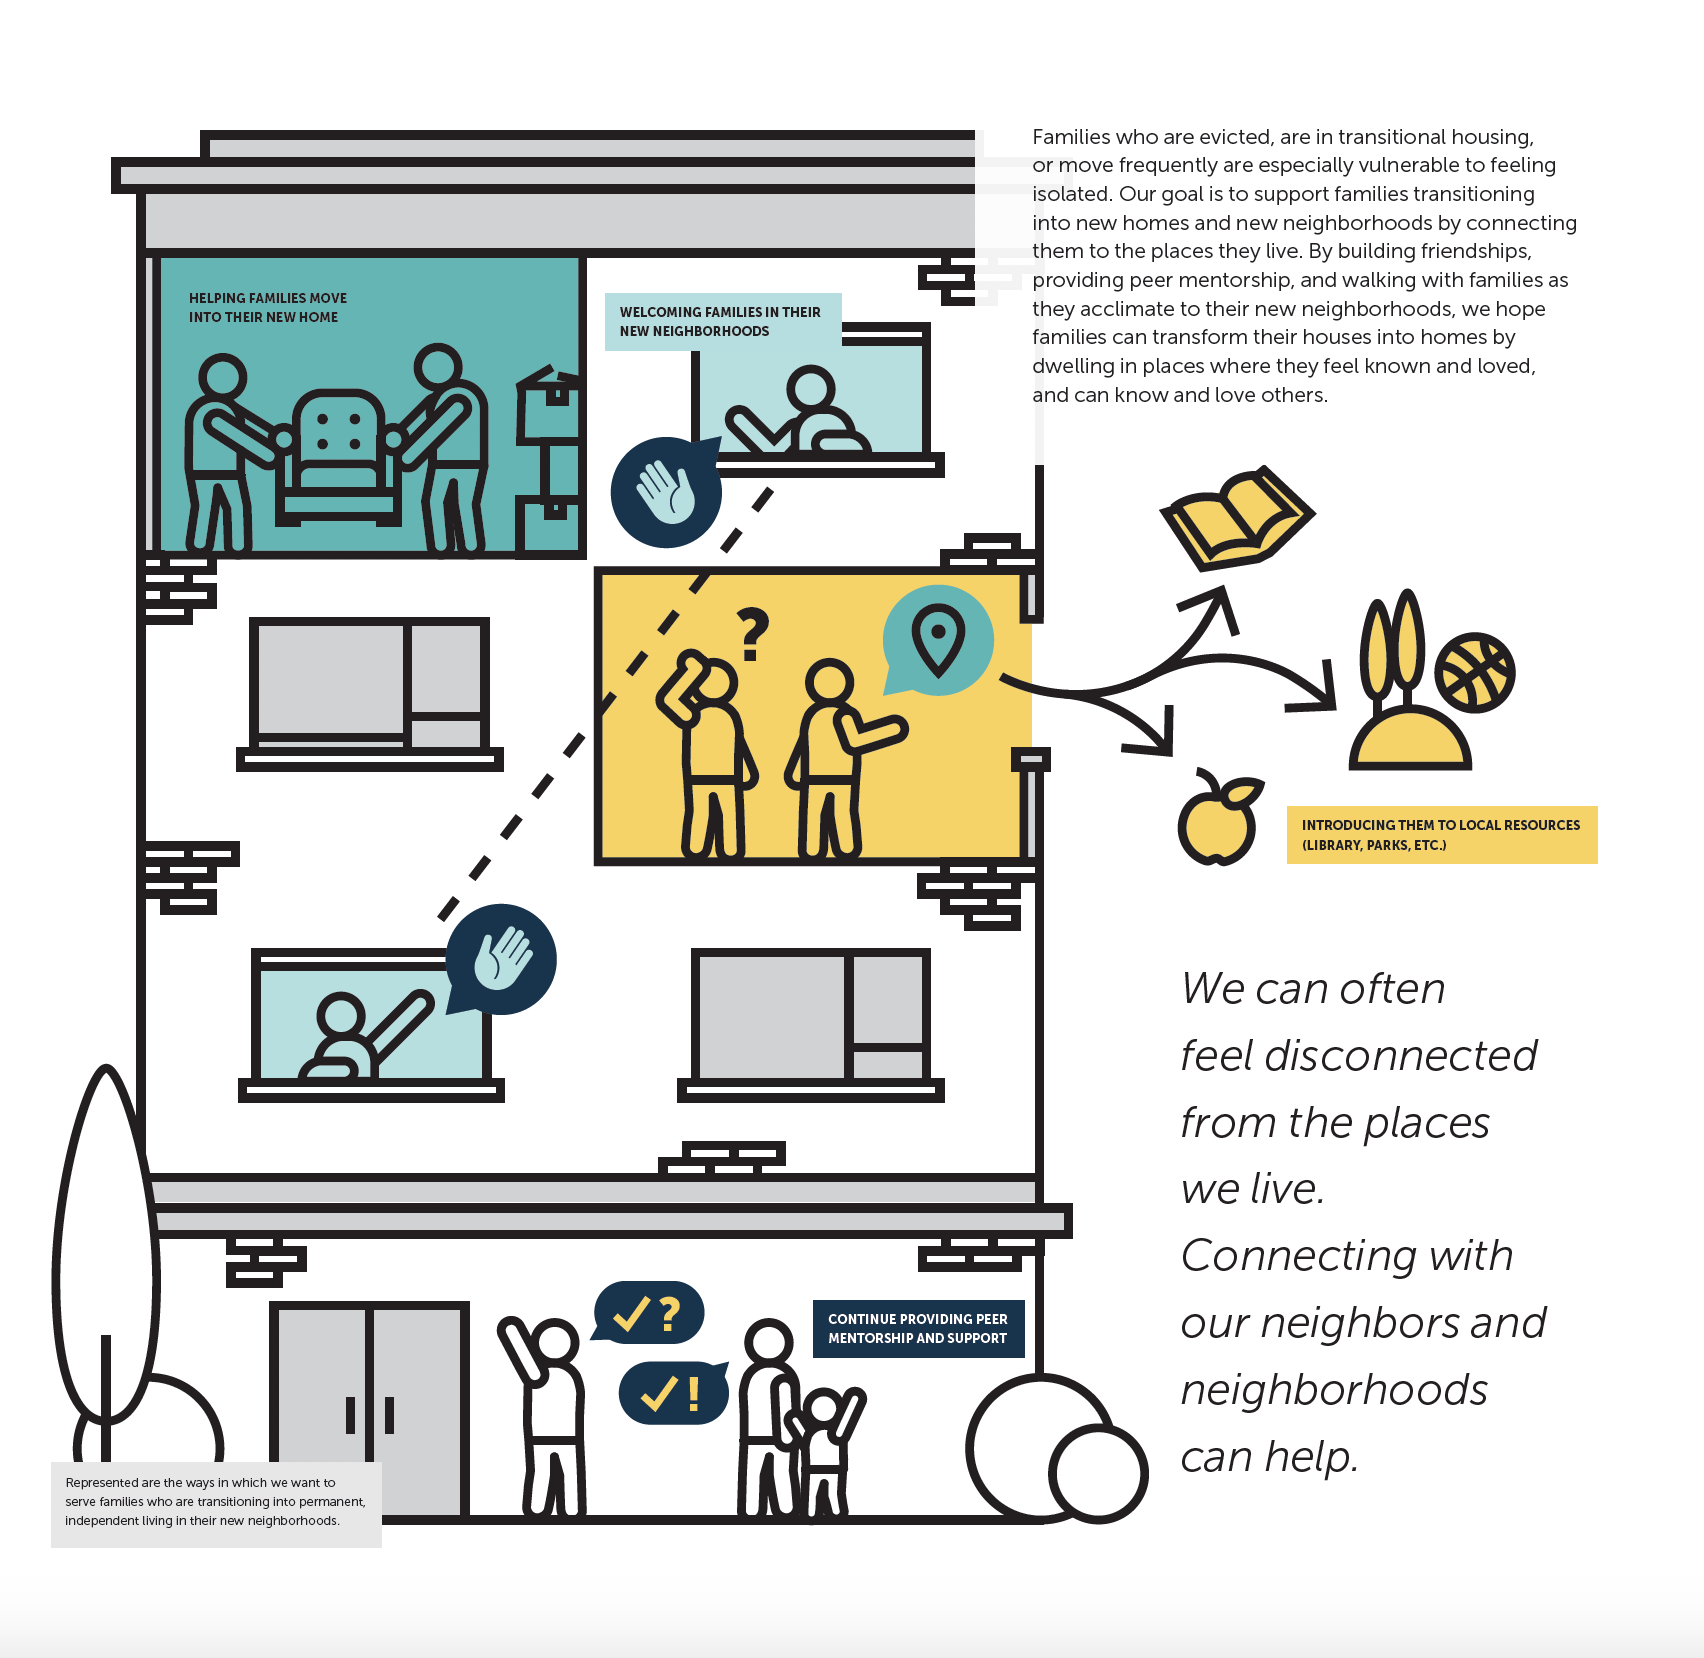 Families who are evicted, are in transitional housing,
or move frequently are especially vulnerable to feeling
isolated. Our goal is to support families transitioning
into new homes and new neighborhoods by connecting
them to the places they live. By building friendships,
providing peer mentorship, and walking with families as
they acclimate to their new neighborhoods, we hope
families can transform their houses into homes by
dwelling in places where they feel known and loved,
and can know and love others.
HELPING FAMILIES MOVE
INTO THEIR NEW HOME
WELCOMING FAMILIES IN THEIR
NEW NEIGHBORHOODS
?
INTRODUCING THEM TO LOCAL RESOURCES
(LIBRARY, PARKS, ETC.)
We can often
feel disconnected
from the places
we live.
Connecting with
our neighbors and
neighborhoods
can help.
✓?
✓!
CONTINUE PROVIDING PEER
MENTORSHIP AND SUPPORT
Represented are the ways in which we want to
serve families who are transitioning into permanent,
independent living in their new neighborhoods.